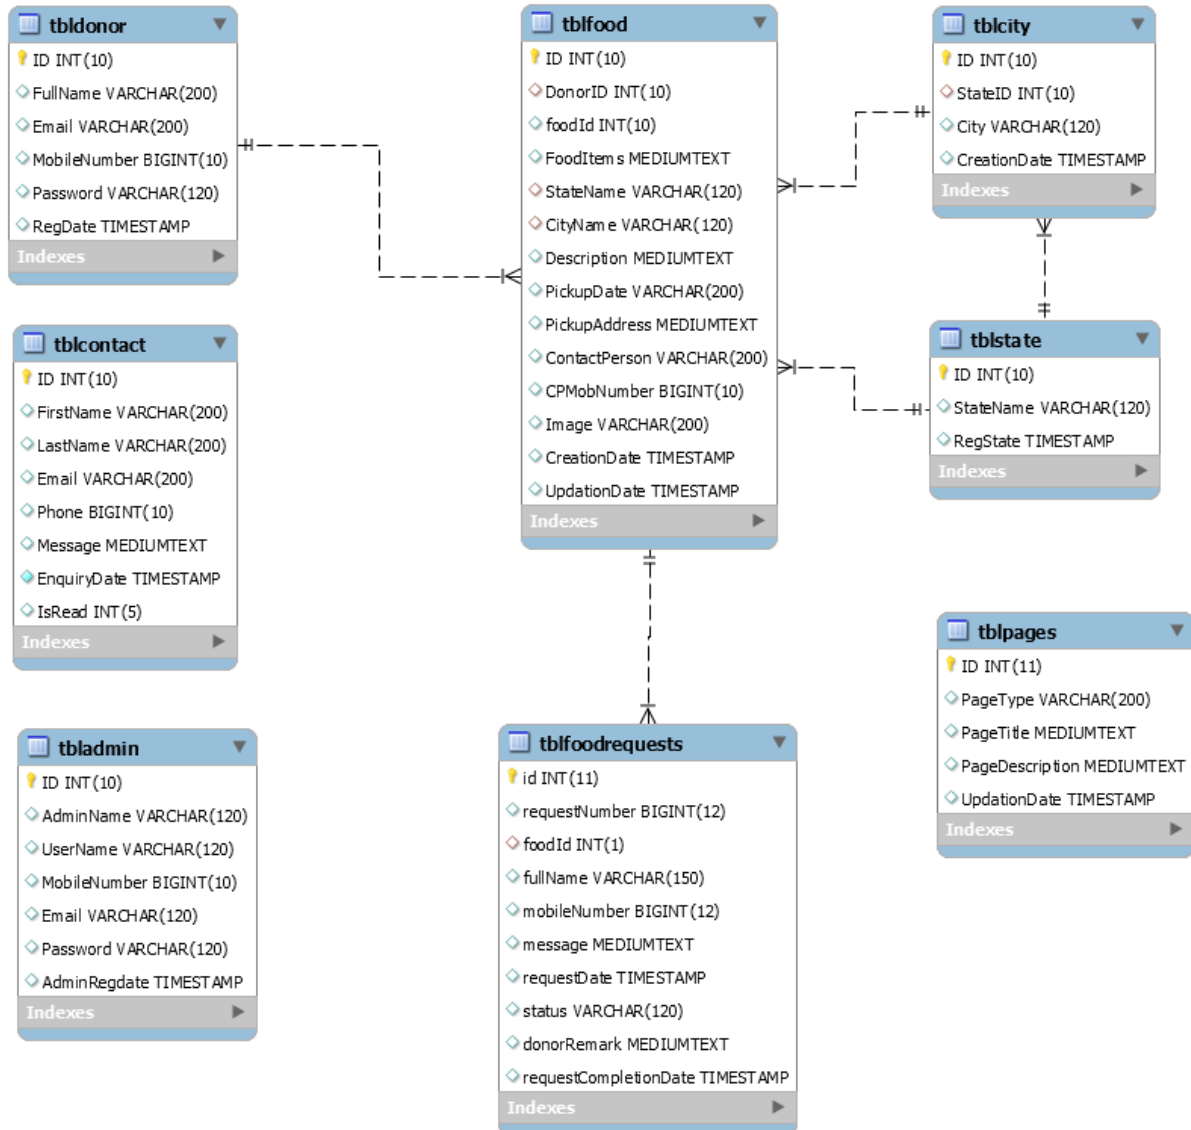 tbldonor
ID INT(10)
FullName VARCHAR(200)
Email VARCHAR(200)
MobileNumber BIGINT(10)
Password VARCHAR(120)
RegDate TIMESTAMP
Indexes
tblfood
ID INT(10)
DonorID INT(10)
foodId INT(10)
FoodItems MEDIUMTEXT
StateName VARCHAR(120)
CityName VARCHAR(120)
Description MEDIUMTEXT
PickupDate VARCHAR(200)
PickupAddress MEDIUMTEXT
ContactPerson VARCHAR(200)
CPMobNumber BIGINT(10)
Image VARCHAR(200)
CreationDate TIMESTAMP
UpdationDate TIMESTAMP
Indexes
tblcity
ID INT(10)
StateID INT(10)
City VARCHAR(120)
CreationDate TIMESTAMP
Indexes
tblcontact
ID INT(10)
FirstName VARCHAR(200)
LastName VARCHAR(200)
Email VARCHAR(200)
Phone BIGINT(10)
Message MEDIUMTEXT
EnquiryDate TIMESTAMP
IsRead INT(5)
Indexes
tblstate
ID INT(10)
StateName VARCHAR(120)
RegState TIMESTAMP
Indexes
tblpages
ID INT(11)
PageType VARCHAR(200)
PageTitle MEDIUMTEXT
PageDescription MEDIUMTEXT
UpdationDate TIMESTAMP
Indexes
tbladmin
ID INT(10)
AdminName VARCHAR(120)
UserName VARCHAR(120)
MobileNumber BIGINT(10)
Email VARCHAR(120)
Password VARCHAR(120)
AdminRegdate TIMESTAMP
Indexes
tblfoodrequests
id INT(11)
requestNumber BIGINT(12)
foodId INT(1)
fullName VARCHAR(150)
mobileNumber BIGINT(12)
message MEDIUMTEXT
requestDate TIMESTAMP
status VARCHAR(120)
donorRemark MEDIUMTEXT
requestCompletionDate TIMESTAMP
Indexes